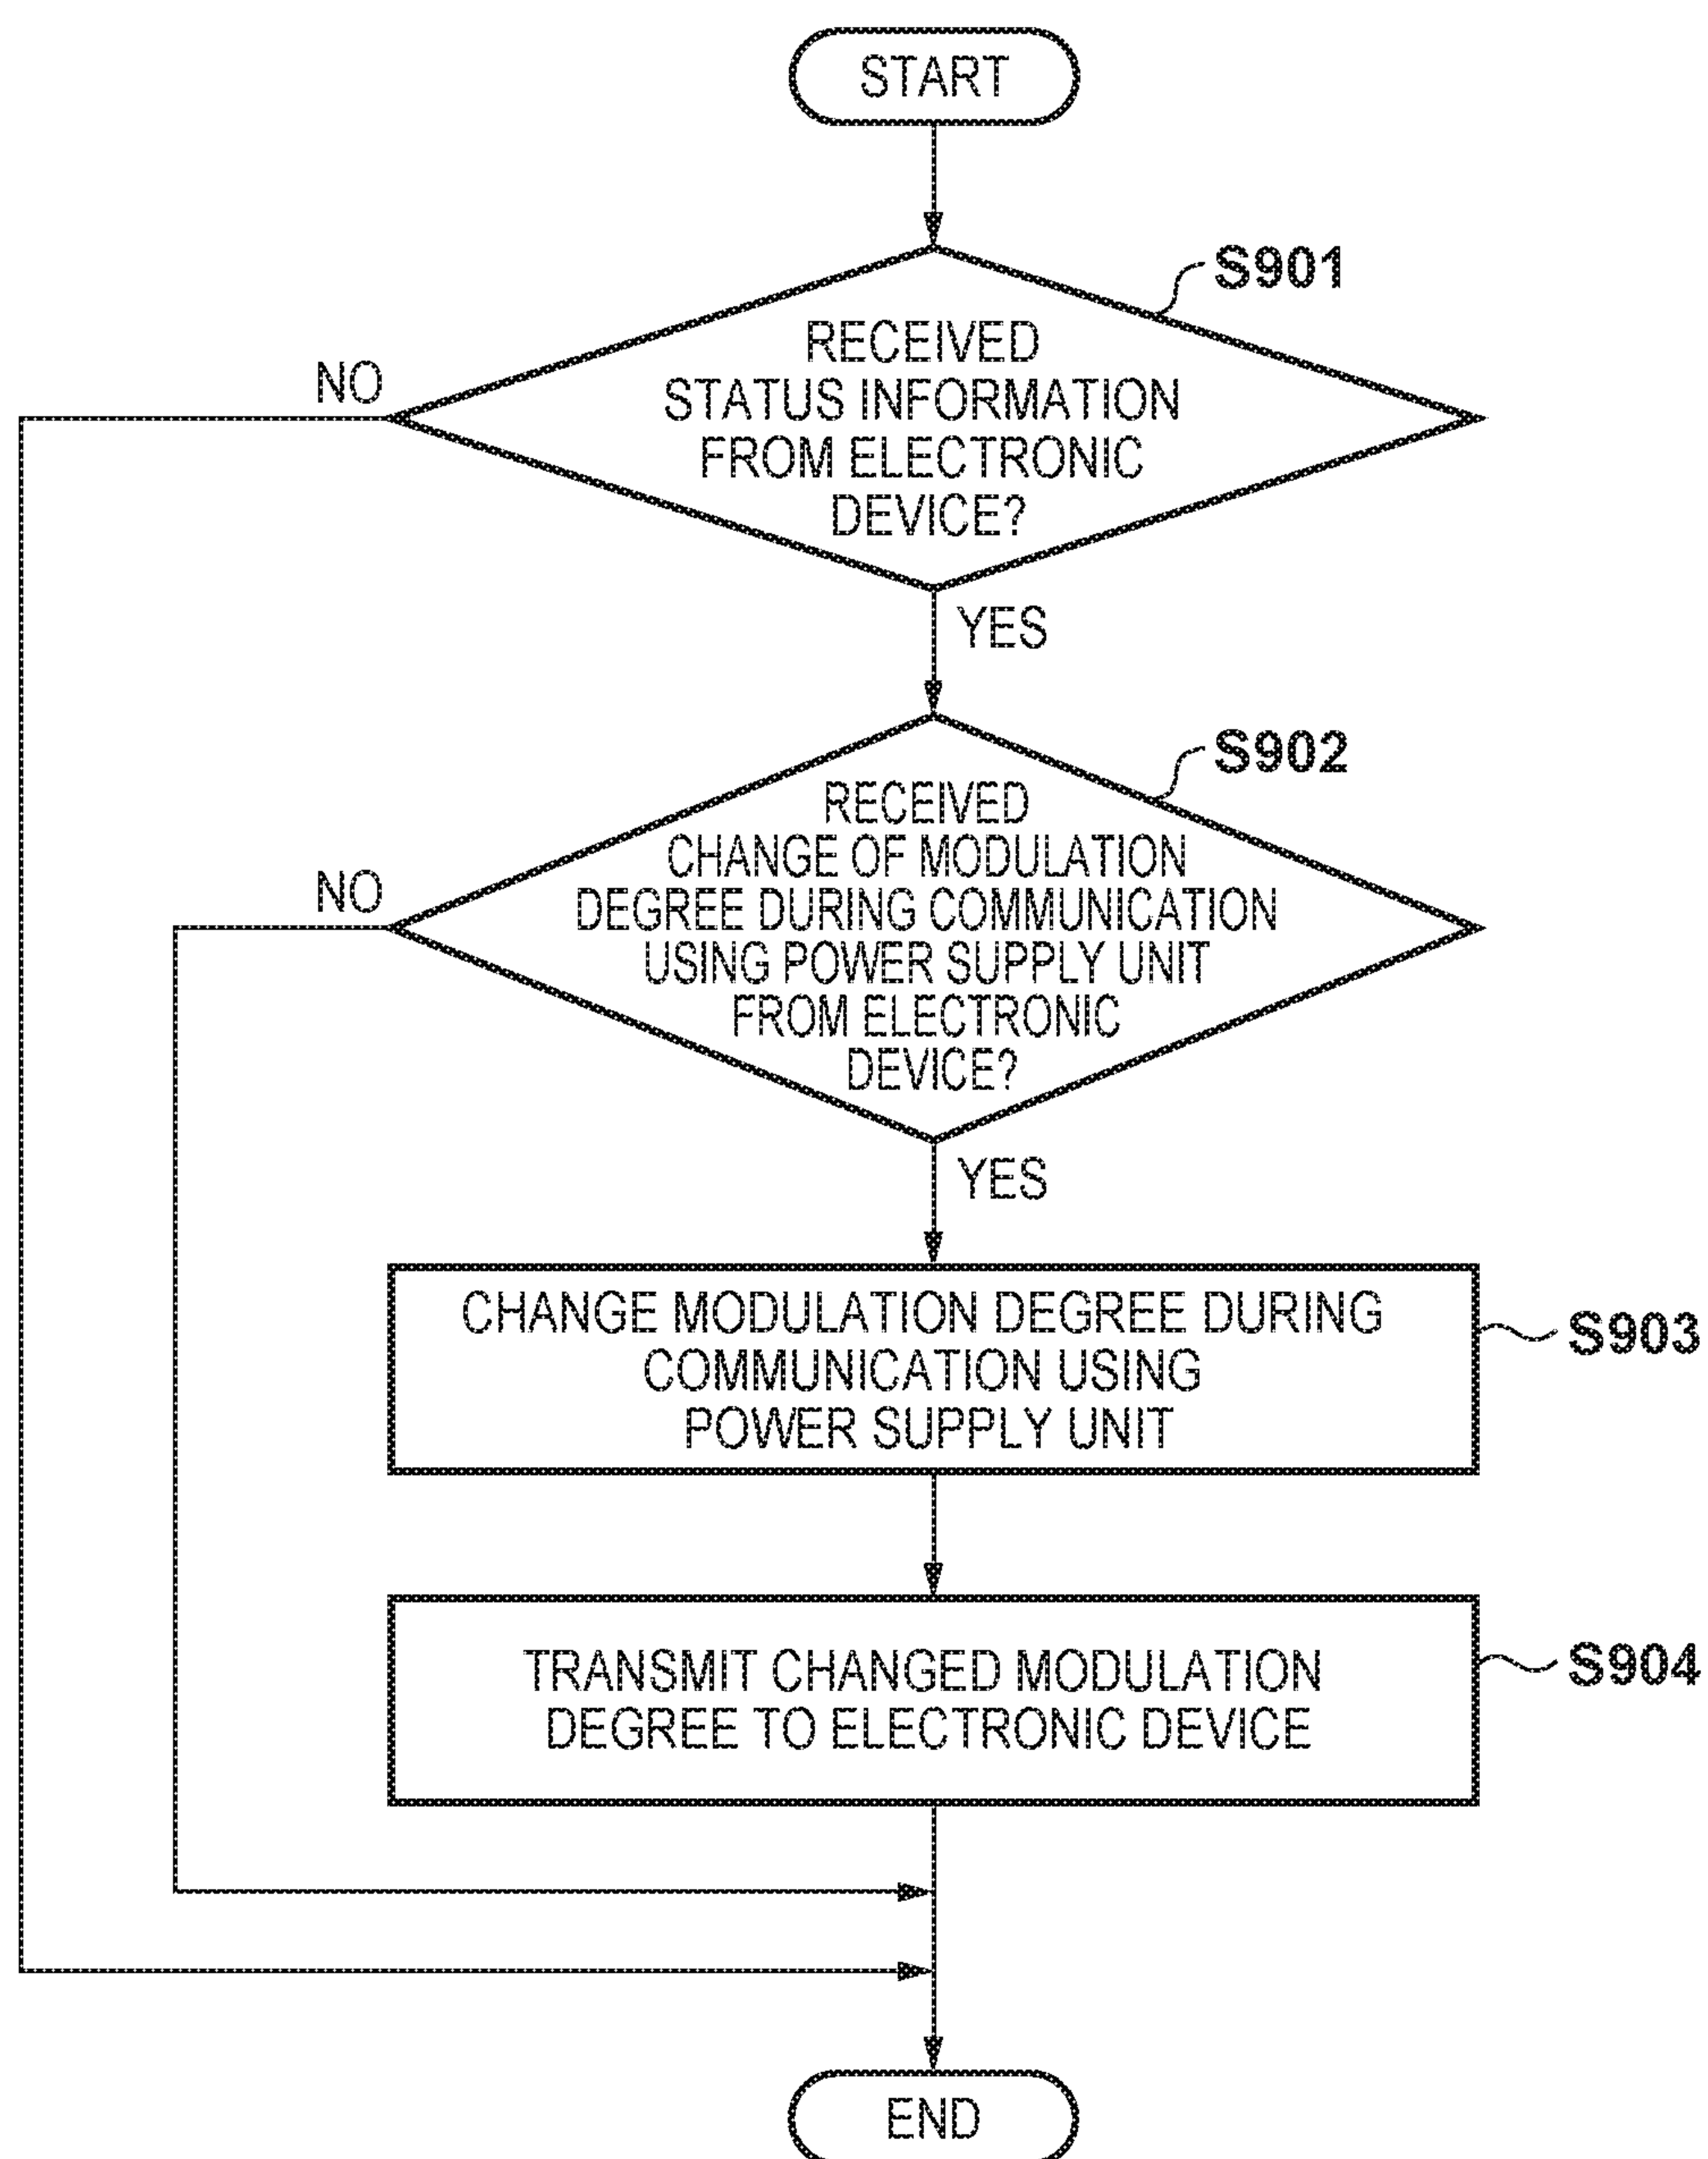 START
S901
RECEIVED
STATUS INFORMATION
FROM ELECTRONIC
DEVICE?
NO
YES
S902
RECEIVED
CHANGE OF MODULATION
DEGREE DURING COMMUNICATION
USING POWER SUPPLY UNIT
FROM ELECTRONIC
DEVICE?
NO
YES
CHANGE MODULATION DEGREE DURING
COMMUNICATION USING
POWER SUPPLY UNIT
S903
TRANSMIT CHANGED MODULATION
DEGREE TO ELECTRONIC DEVICE
S904
END